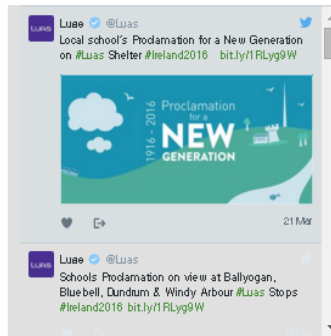 LUAS
Luas @Luas
Local school's Proclamation for a New Generation
on #Luas Shelter #Ireland2016 bit.ly/1RLyg9W
1916 - 2016
Proclamation
for a
NEW
GENERATION
21 Mar
LUAS
Luas @Luas
Schools Proclamation on view at Ballyogan,
Bluebell, Dundrum & Windy Arbour #Luas Stops
#Ireland2016 bit.ly/1RLyg9W